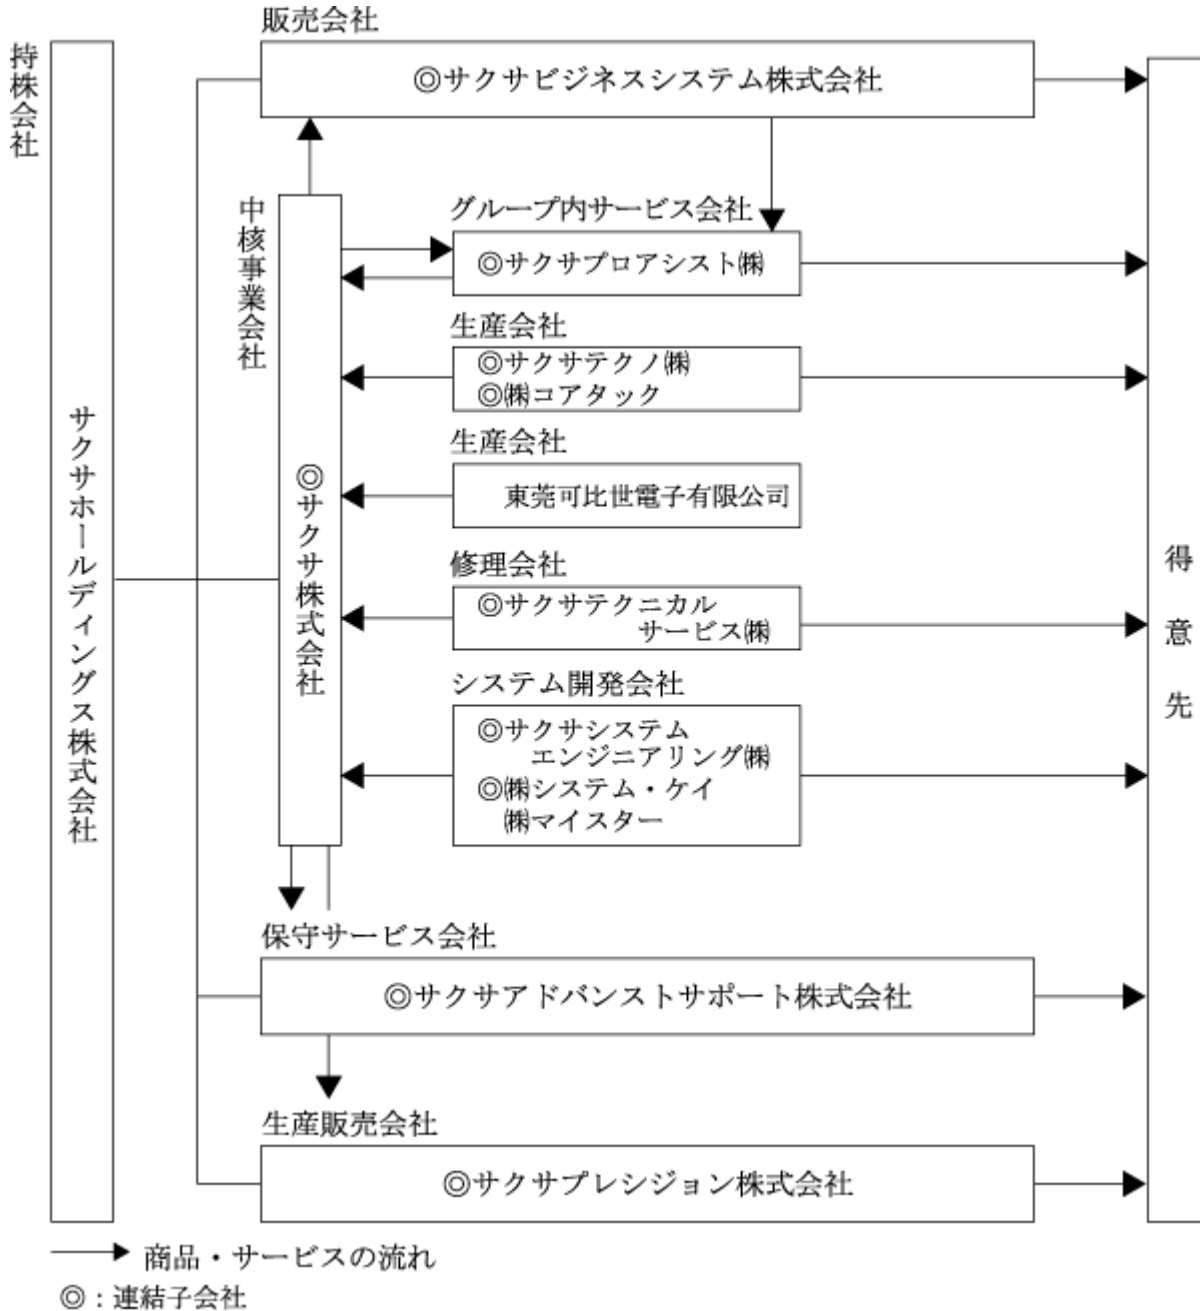 販売会社
持株会社
◎サクサビジネスシステム株式会社
中核事業会社
グループ内サービス会社
◎サクサプロアシスト㈱
生産会社
◎サクサテクノ㈱
◎㈱コアタック
サクサホールディングス株式会社
◎サクサ株式会社
生産会社
東莞可比世電子有限公司
得意先
修理会社
◎サクサテクニカル
サービス㈱
システム開発会社
◎サクサシステム
エンジニアリング㈱
◎㈱システム・ケイ
㈱マイスター
保守サービス会社
◎サクサアドバンストサポート株式会社
生産販売会社
◎サクサプレシジョン株式会社
商品・サービスの流れ
◎：連結子会社